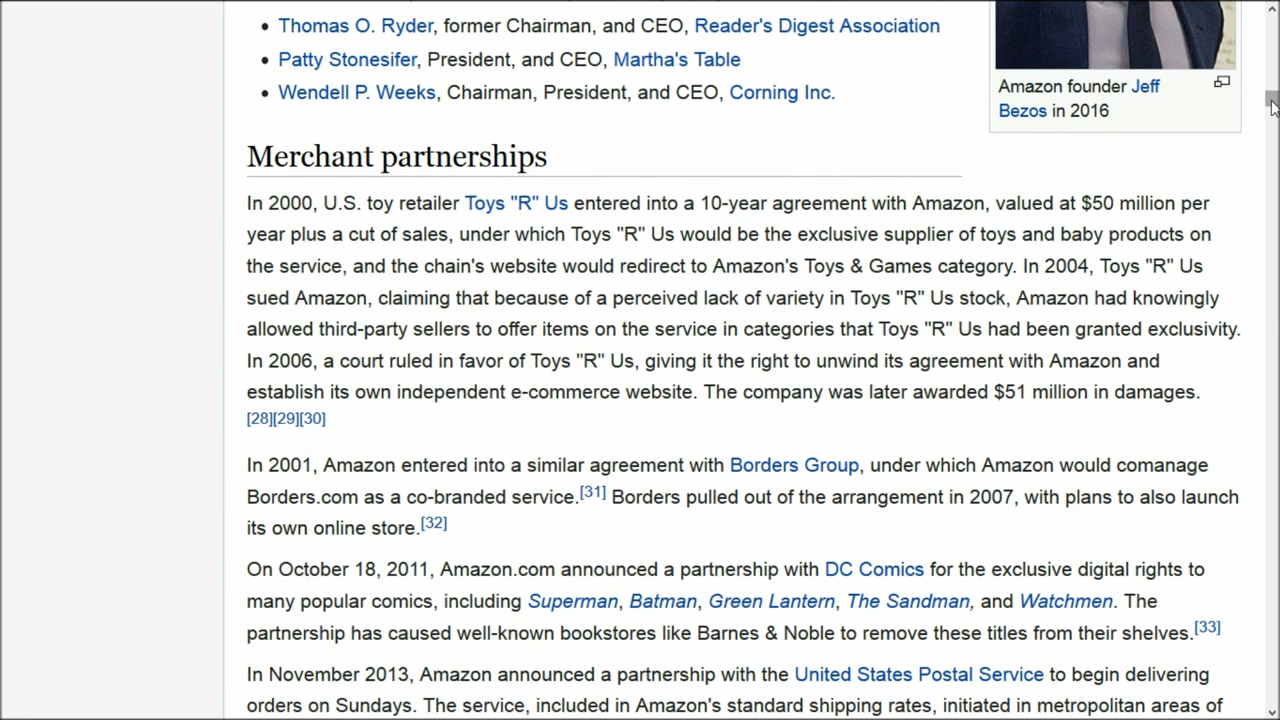 Thomas O. Ryder, former Chairman, and CEO, Reader's Digest Association
Patty Stonesifer, President, and CEO, Martha's Table
Wendell P. Weeks, Chairman, President, and CEO, Corning Inc.
Amazon founder Jeff
Bezos in 2016
Merchant partnerships
In 2000, U.S. toy retailer Toys "R" Us entered into a 10-year agreement with Amazon, valued at $50 million per
year plus a cut of sales, under which Toys "R" Us would be the exclusive supplier of toys and baby products on
the service, and the chain's website would redirect to Amazon's Toys & Games category. In 2004, Toys "R" Us
sued Amazon, claiming that because of a perceived lack of variety in Toys "R" Us stock, Amazon had knowingly
allowed third-party sellers to offer items on the service in categories that Toys "R" Us had been granted exclusivity.
In 2006, a court ruled in favor of Toys "R" Us, giving it the right to unwind its agreement with Amazon and
establish its own independent e-commerce website. The company was later awarded $51 million in damages.
[28][29][30]
In 2001, Amazon entered into a similar agreement with Borders Group, under which Amazon would comanage
Borders.com as a co-branded service.[31] Borders pulled out of the arrangement in 2007, with plans to also launch
its own online store.[32]
On October 18, 2011, Amazon.com announced a partnership with DC Comics for the exclusive digital rights to
many popular comics, including Superman, Batman, Green Lantern, The Sandman, and Watchmen. The
partnership has caused well-known bookstores like Barnes & Noble to remove these titles from their shelves.[33]
In November 2013, Amazon announced a partnership with the United States Postal Service to begin delivering
orders on Sundays. The service, included in Amazon's standard shipping rates, initiated in metropolitan areas of